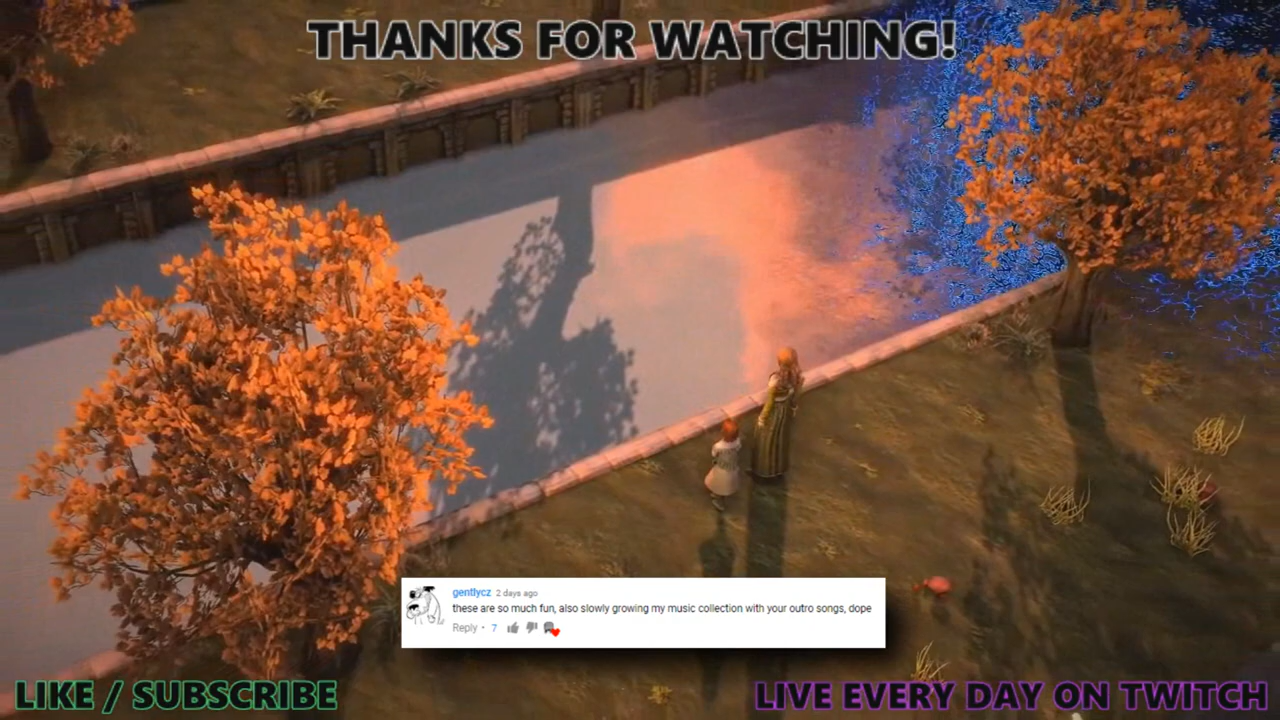 THANKS FOR WATCHING!
gentlycz 2 days ago
these are so much fun, also slowly growing my music collection with your outro songs, dope
Reply • 7
LIKE / SUBSCRIBE
LIVE EVERY DAY ON TWITCH